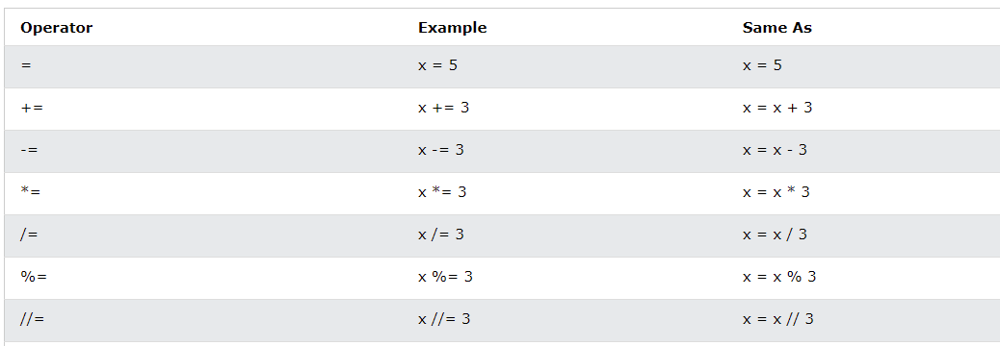 Operator Example Same As
= x = 5 x = 5
+= x += 3 x = x + 3
-= x -= 3 x = x - 3
*= x *= 3 x = x * 3
/= x /= 3 x = x / 3
%= x %= 3 x = x % 3
//= x //= 3 x = x // 3